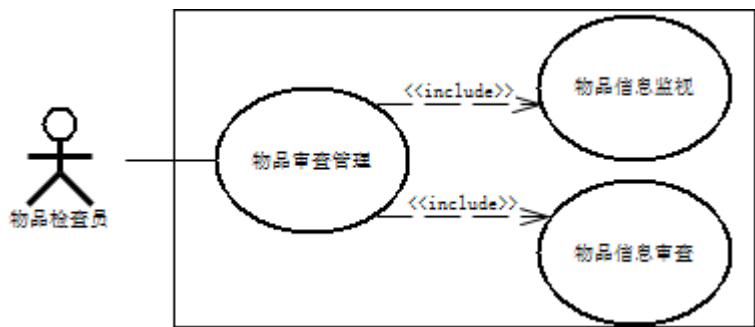 物品信息监视
<<include>>
物品审查管理
物品检查员
<<include>>
物品信息审查